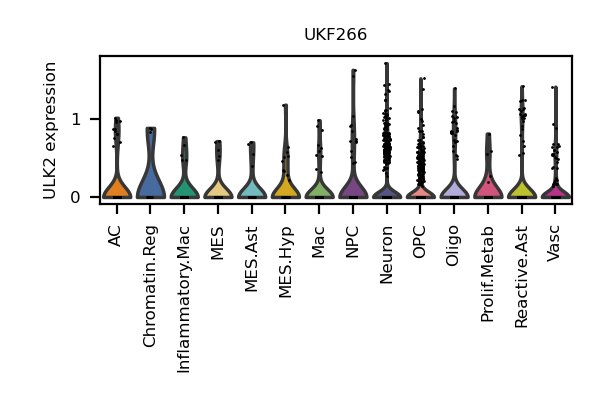 UKF266
ULK2 expression
1
0
AC
Chromatin.Reg
Inflammatory.Mac
MES
MES.Ast
MES.Hyp
Mac
NPC
Neuron
OPC
Oligo
Prolif.Metab
Reactive.Ast
Vasc